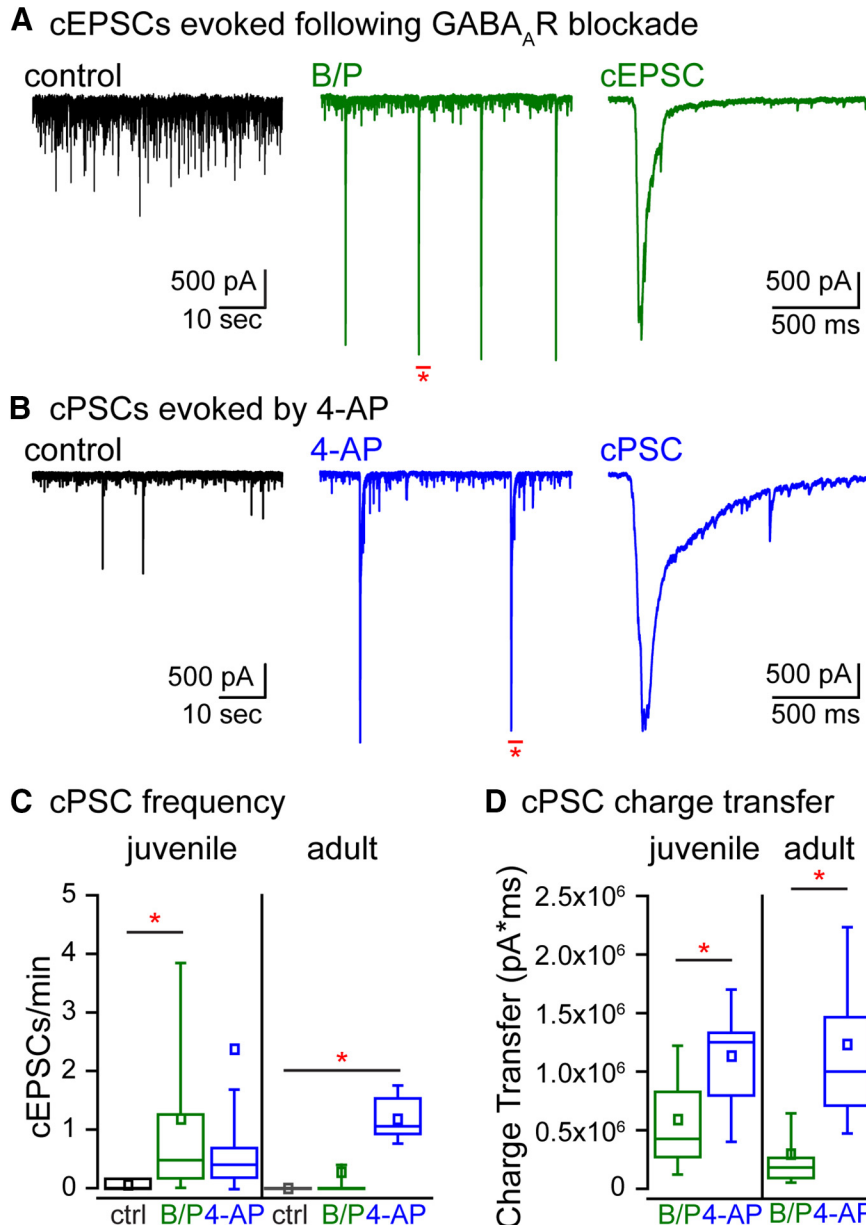 A cEPSCs evoked following GABA_AR blockade
control B/P cEPSC
500 pA 500 pA
10 sec 500 ms
*
B cPSCs evoked by 4-AP
control 4-AP cPSC
500 pA 500 pA
10 sec 500 ms
*
C cPSC frequency
juvenile adult
cEPSCs/min
5
4
3
2
1
0
* *
ctrl B/P 4-AP ctrl B/P 4-AP
D cPSC charge transfer
juvenile adult
Charge Transfer (pA*ms)
2.5x10⁶
2.0x10⁶
1.5x10⁶
1.0x10⁶
0.5x10⁶
0
* *
B/P 4-AP B/P 4-AP